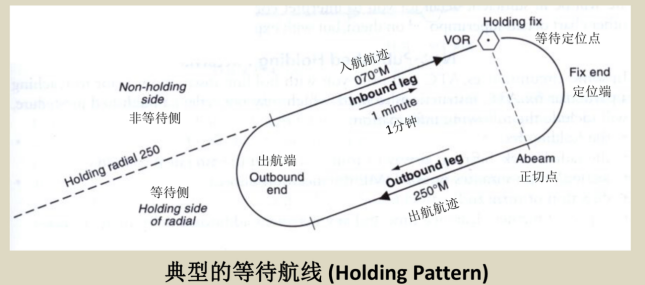 Holding fix
VOR
等待定位点
入航航迹
070°M
Inbound leg
1 minute
1分钟
Non-holding
side
非等待侧
Fix end
定位端
Holding radial 250
出航端
Outbound
end
Outbound leg
250°M
出航航迹
Abeam
正切点
等待侧
Holding side
of radial
典型的等待航线 (Holding Pattern)